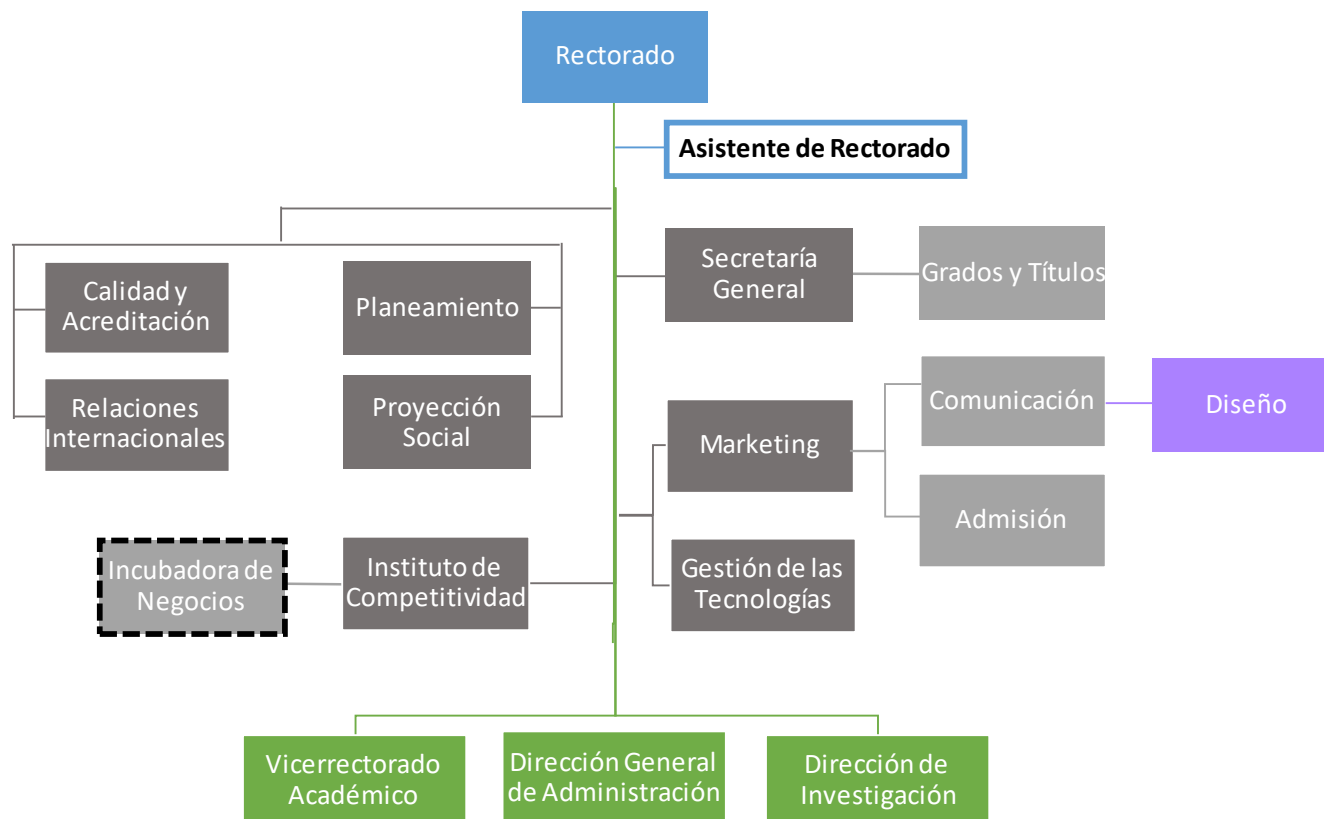 Rectorado
Asistente de Rectorado
Secretaría
General
Grados y Títulos
Calidad y
Acreditación
Planeamiento
Relaciones
Internacionales
Proyección
Social
Marketing
Comunicación
Diseño
Admisión
Incubadora de
Negocios
Instituto de
Competitividad
Gestión de las
Tecnologías
Vicerrectorado
Académico
Dirección General
de Administración
Dirección de
Investigación